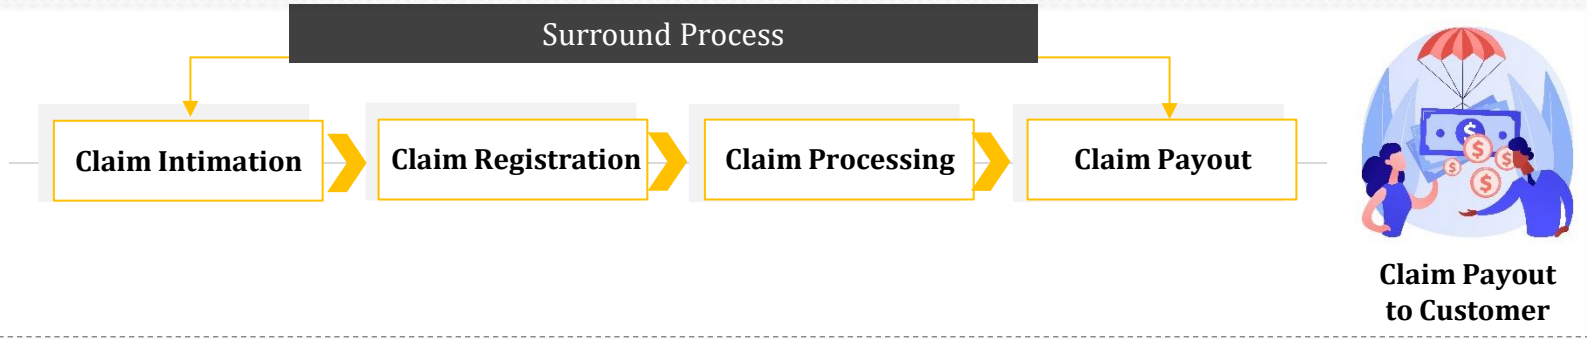 Surround Process
Claim Intimation
Claim Registration
Claim Processing
Claim Payout
$
$
$
$
Claim Payout
to Customer